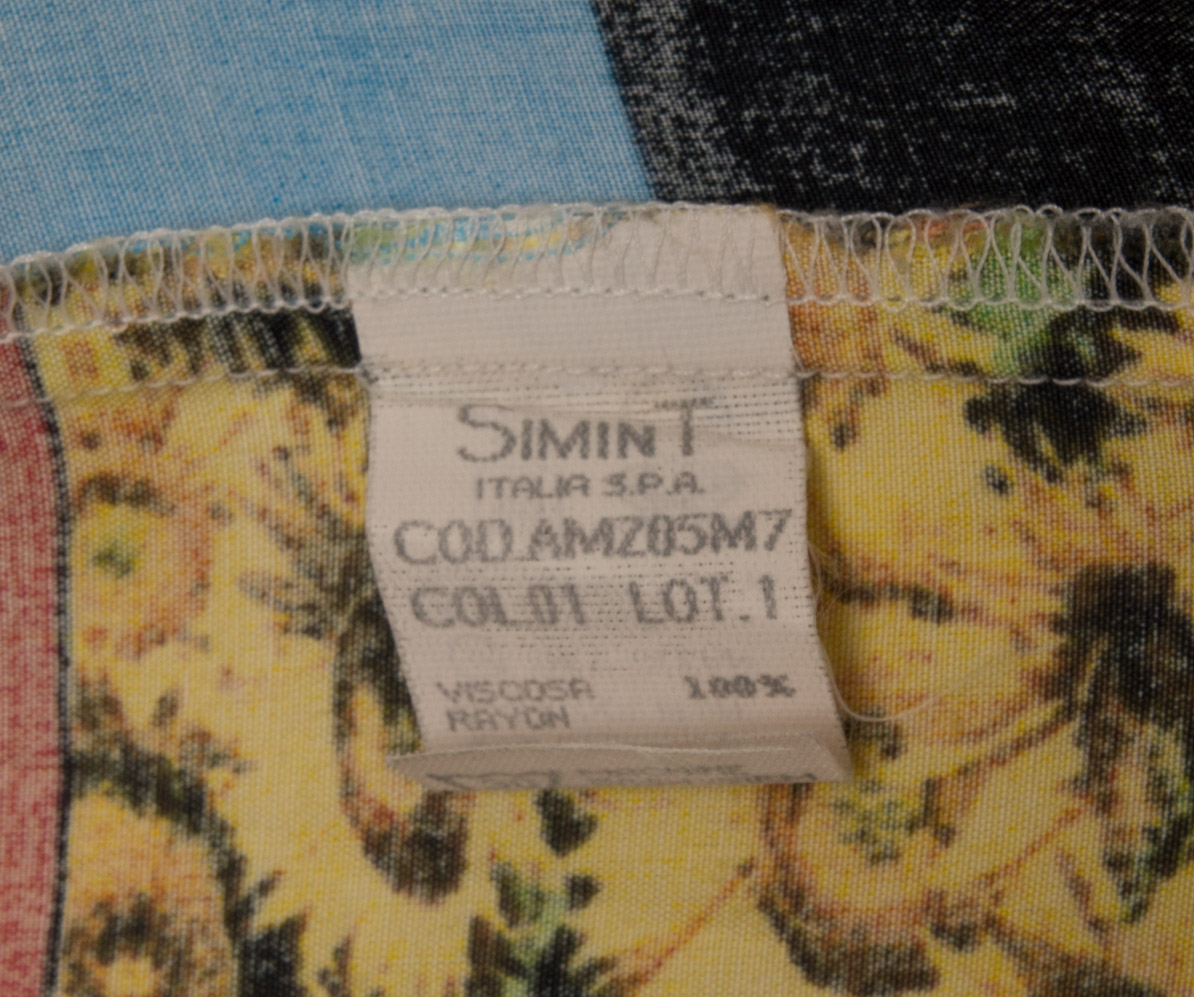 SIMINT
ITALIA S.P.A.
COD.AMZ05M7
COL.01 LOT.1
VISCOSA 100%
RAYON